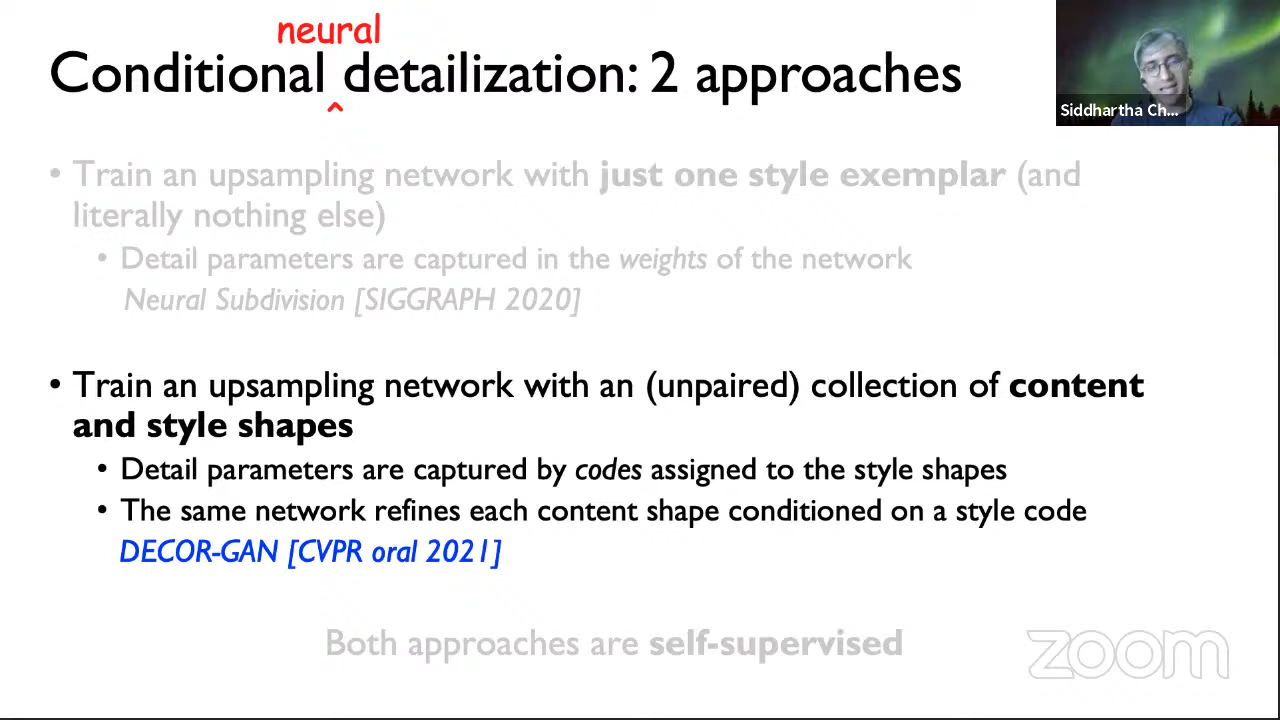 neural
Conditional detailization: 2 approaches
^
Siddhartha Ch...
• Train an upsampling network with just one style exemplar (and
literally nothing else)
• Detail parameters are captured in the weights of the network
Neural Subdivision [SIGGRAPH 2020]
• Train an upsampling network with an (unpaired) collection of content
and style shapes
• Detail parameters are captured by codes assigned to the style shapes
• The same network refines each content shape conditioned on a style code
DECOR-GAN [CVPR oral 2021]
Both approaches are self-supervised
zoom